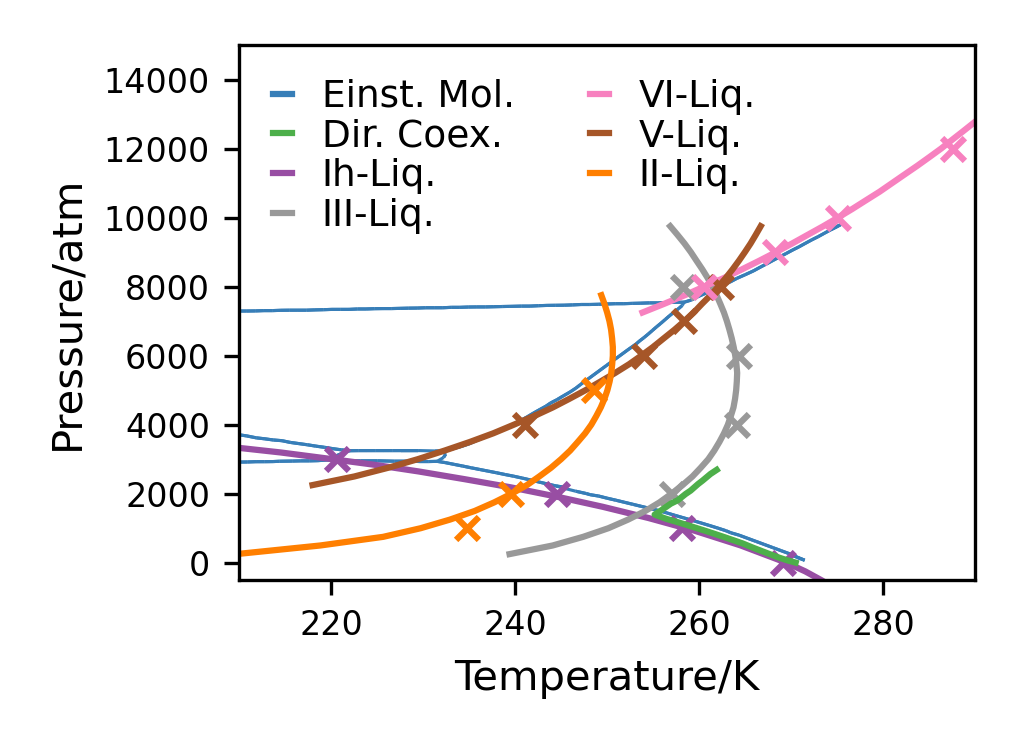 14000
12000
10000
8000
6000
4000
2000
0
Pressure/atm
Einst. Mol.
Dir. Coex.
Ih-Liq.
III-Liq.
VI-Liq.
V-Liq.
II-Liq.
220
240
260
280
Temperature/K